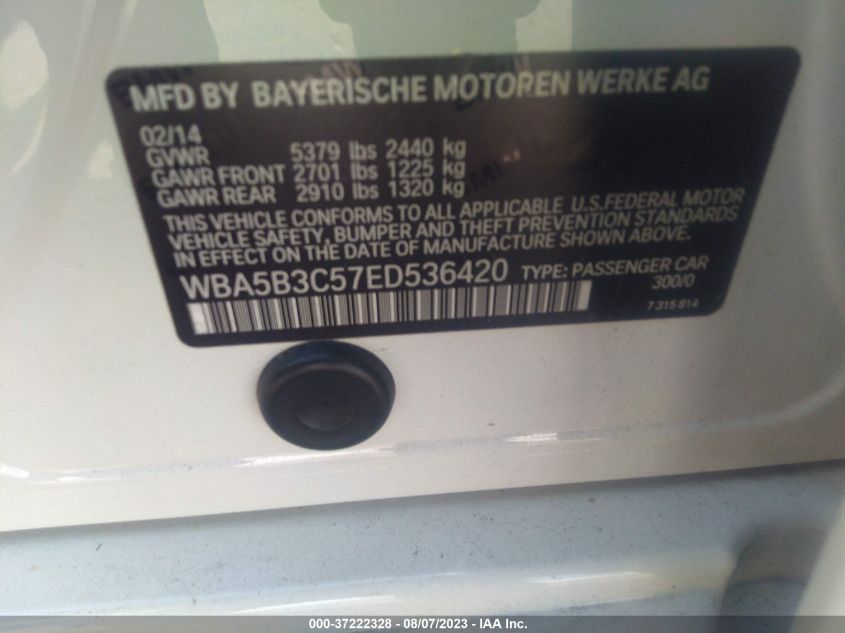 MFD BY BAYERISCHE MOTOREN WERKE AG
02/14
GVWR 5379 lbs 2440 kg
GAWR FRONT 2701 lbs 1225 kg
GAWR REAR 2910 lbs 1320 kg
THIS VEHICLE CONFORMS TO ALL APPLICABLE U.S.FEDERAL MOTOR
VEHICLE SAFETY, BUMPER AND THEFT PREVENTION STANDARDS
IN EFFECT ON THE DATE OF MANUFACTURE SHOWN ABOVE.
WBA5B3C57ED536420 TYPE: PASSENGER CAR
300/0
7 315 814
000-37222328 - 08/07/2023 - IAA Inc.